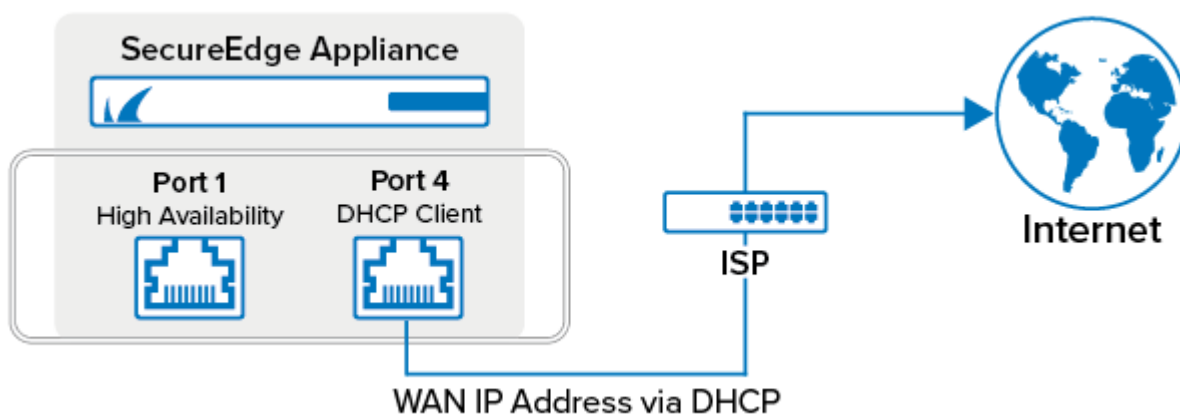 SecureEdge Appliance
Port 1
High Availability
Port 4
DHCP Client
ISP
Internet
WAN IP Address via DHCP